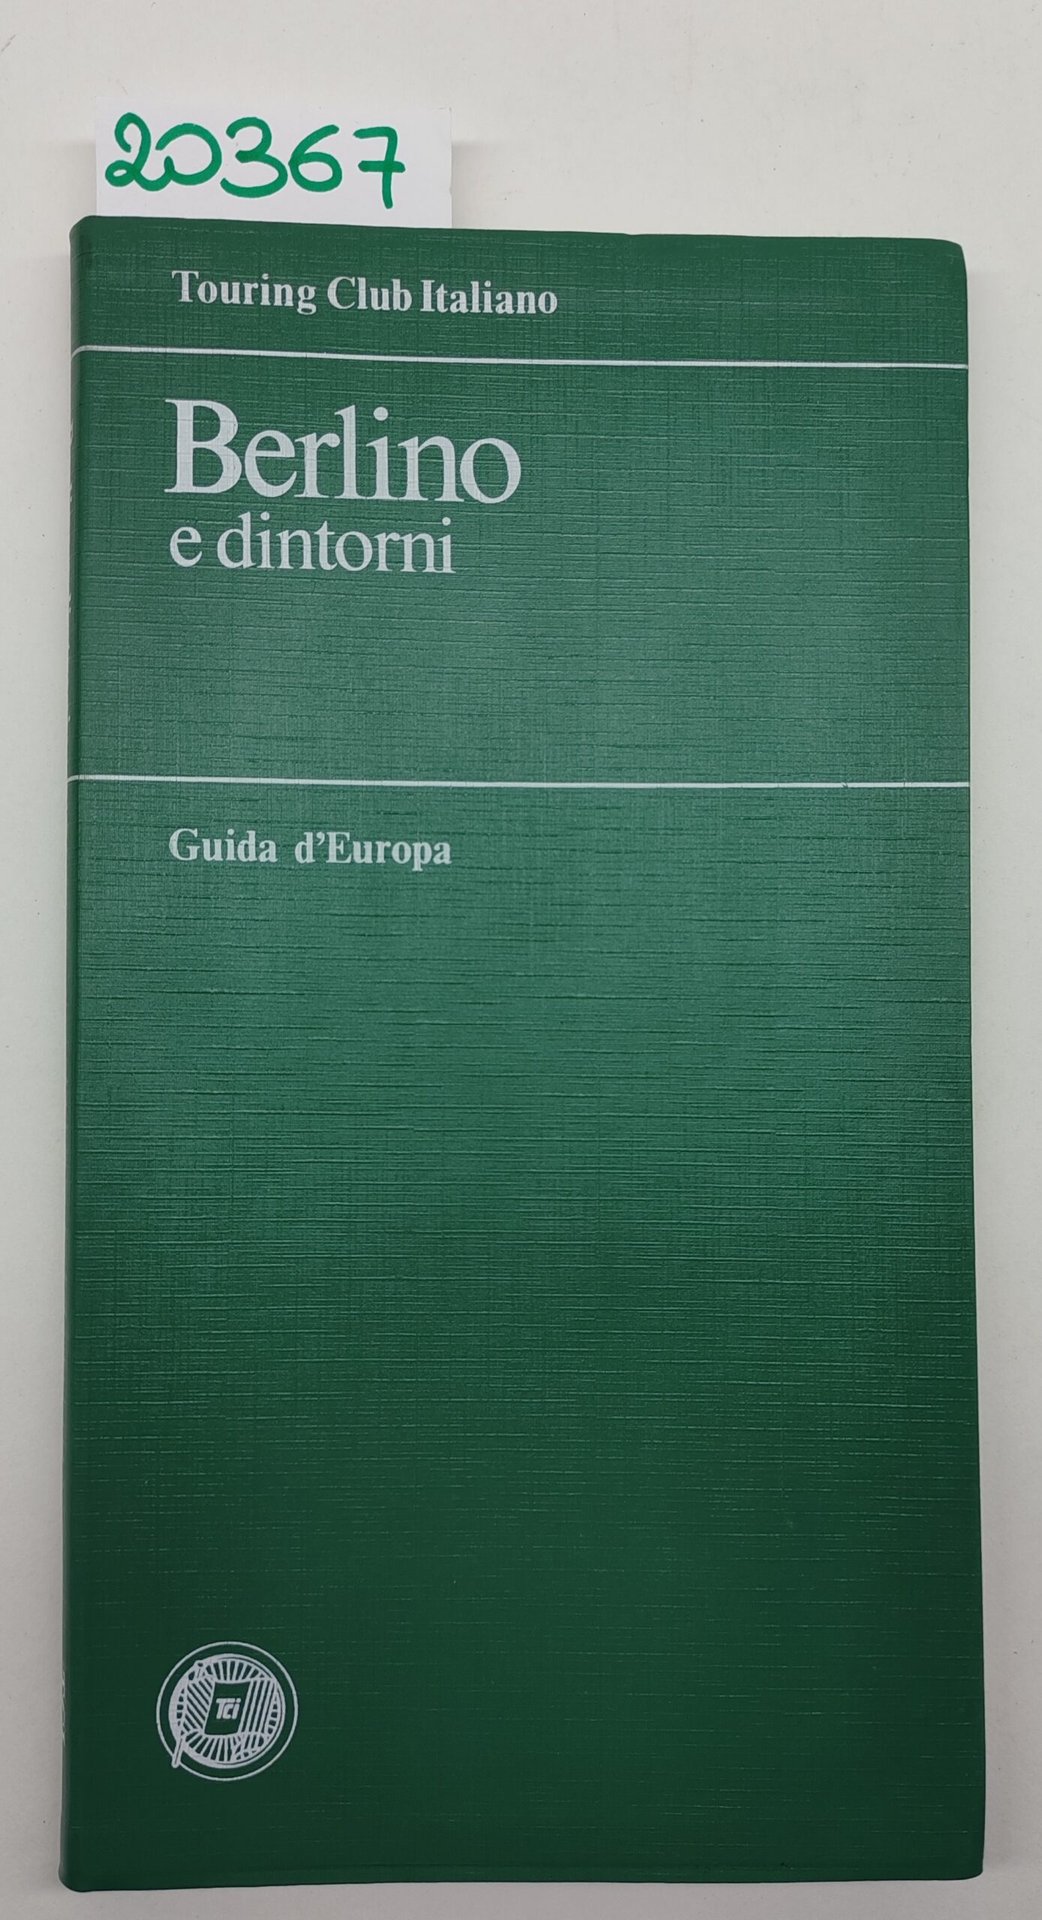 20367
Touring Club Italiano
Berlino
e dintorni
Guida d'Europa
Tci